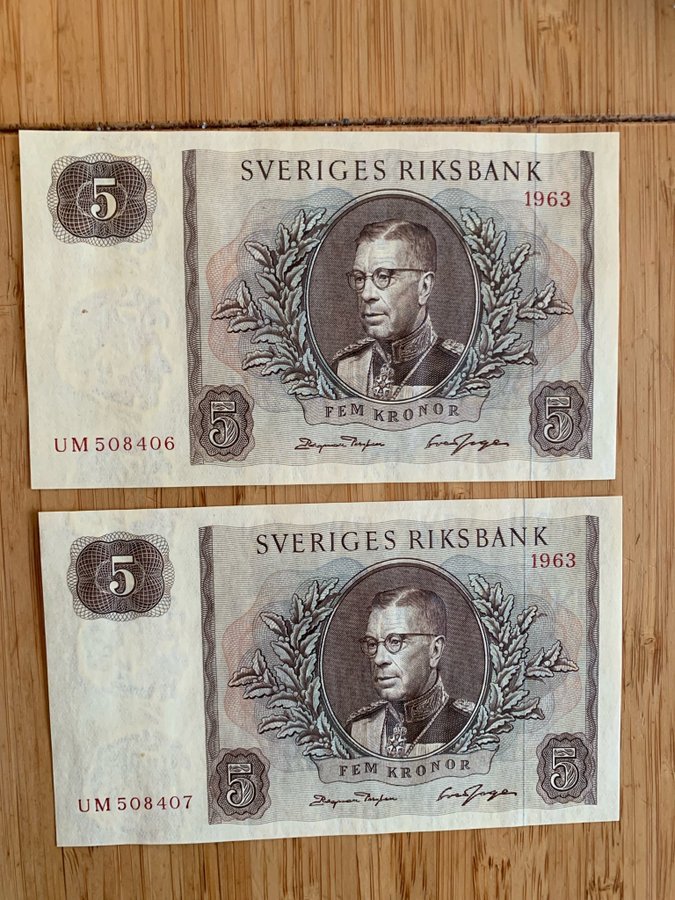 5
SVERIGES RIKSBANK
1963
FEM KRONOR
5
5
UM 508406
5
SVERIGES RIKSBANK
1963
FEM KRONOR
5
5
UM 508407